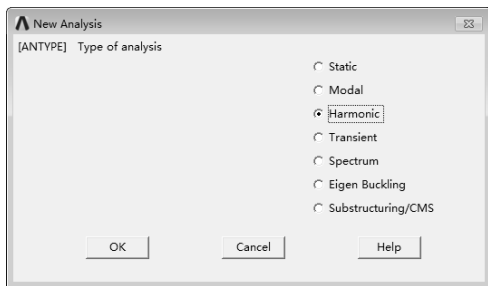 New Analysis
[ANTYPE] Type of analysis
Static
Modal
Harmonic
Transient
Spectrum
Eigen Buckling
Substructuring/CMS
OK Cancel Help